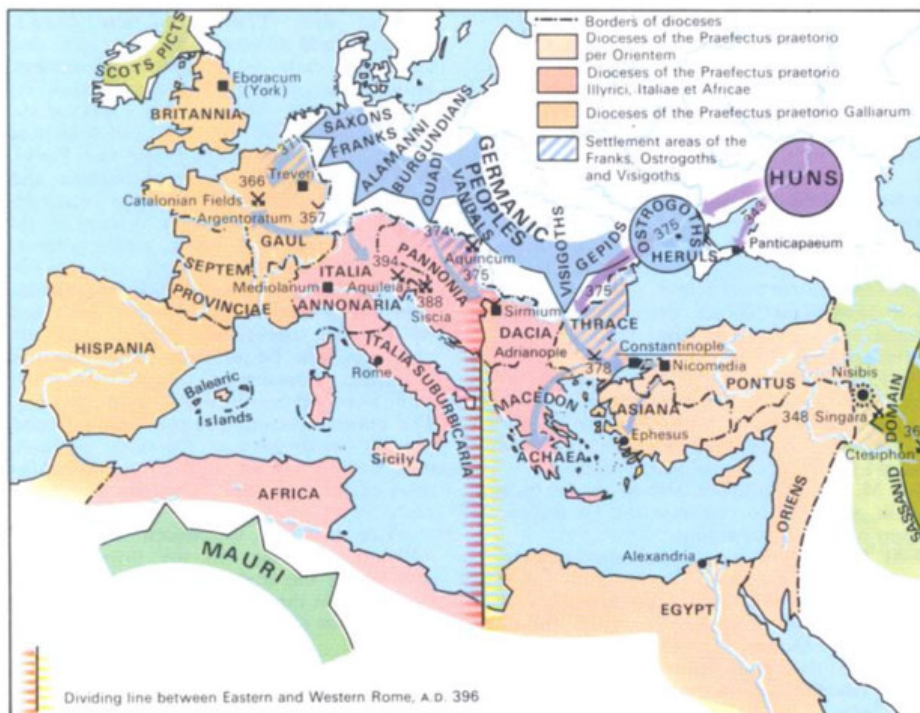 Borders of dioceses
Dioceses of the Praefectus praetorio
per Orientem
Dioceses of the Praefectus praetorio
Illyrici, Italiae et Africae
Dioceses of the Praefectus praetorio Galliarum
Settlement areas of the
Franks, Ostrogoths
and Visigoths
SCOTS PICTS
Eboracum
(York)
BRITANNIA
SAXONS
FRANKS
ALAMANNI
BURGUNDIANS
QUADI
VANDALS
GERMANIC
PEOPLES
VISIGOTHS
GEPIDS
OSTROGOTHS
375
HERULS
HUNS
343
Panticapaeum
Treveri
366
Catalonian Fields
Argentoratum 357
GAUL
SEPTEM
PROVINCIAE
HISPANIA
Balearic
Islands
ITALIA
ANNONARIA
Mediolanum
394
Aquileia
388
Siscia
PANNONIA
374
Aquincum
375
Sirmium
DACIA
Adrianople
375
THRACE
378
Constantinople
Nicomedia
PONTUS
Nisibis
348 Singara
Ctesiphon
SASSANID DOMAIN
ITALIA SUBURBICARIA
Rome
Sicily
MACEDON
ACHAEA
ASIANA
Ephesus
ORIENS
AFRICA
MAURI
Alexandria
EGYPT
Dividing line between Eastern and Western Rome, A.D. 396